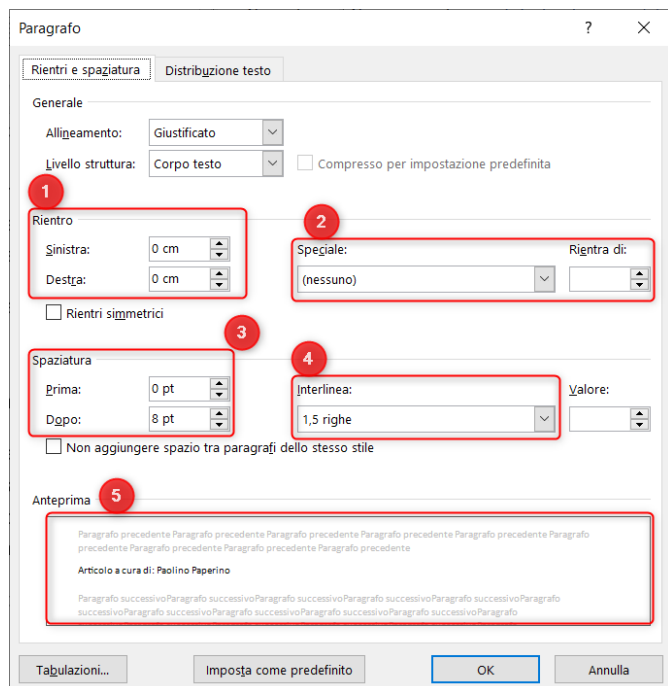 Paragrafo ? ×
Rientri e spaziatura Distribuzione testo
Generale
Allineamento: Giustificato
Livello struttura: Corpo testo Compresso per impostazione predefinita
1
Rientro 2
Sinistra: 0 cm Speciale: Rientra di:
Destra: 0 cm (nessuno)
Rientri simmetrici
3
Spaziatura 4
Prima: 0 pt Interlinea: Valore:
Dopo: 8 pt 1,5 righe
Non aggiungere spazio tra paragrafi dello stesso stile
Anteprima 5
Paragrafo precedente Paragrafo precedente Paragrafo precedente Paragrafo precedente Paragrafo precedente Paragrafo
precedente Paragrafo precedente Paragrafo precedente Paragrafo precedente
Articolo a cura di: Paolino Paperino
Paragrafo successivoParagrafo successivoParagrafo successivoParagrafo successivoParagrafo successivoParagrafo
successivoParagrafo successivoParagrafo successivoParagrafo successivoParagrafo successivoParagrafo
Tabulazioni... Imposta come predefinito OK Annulla